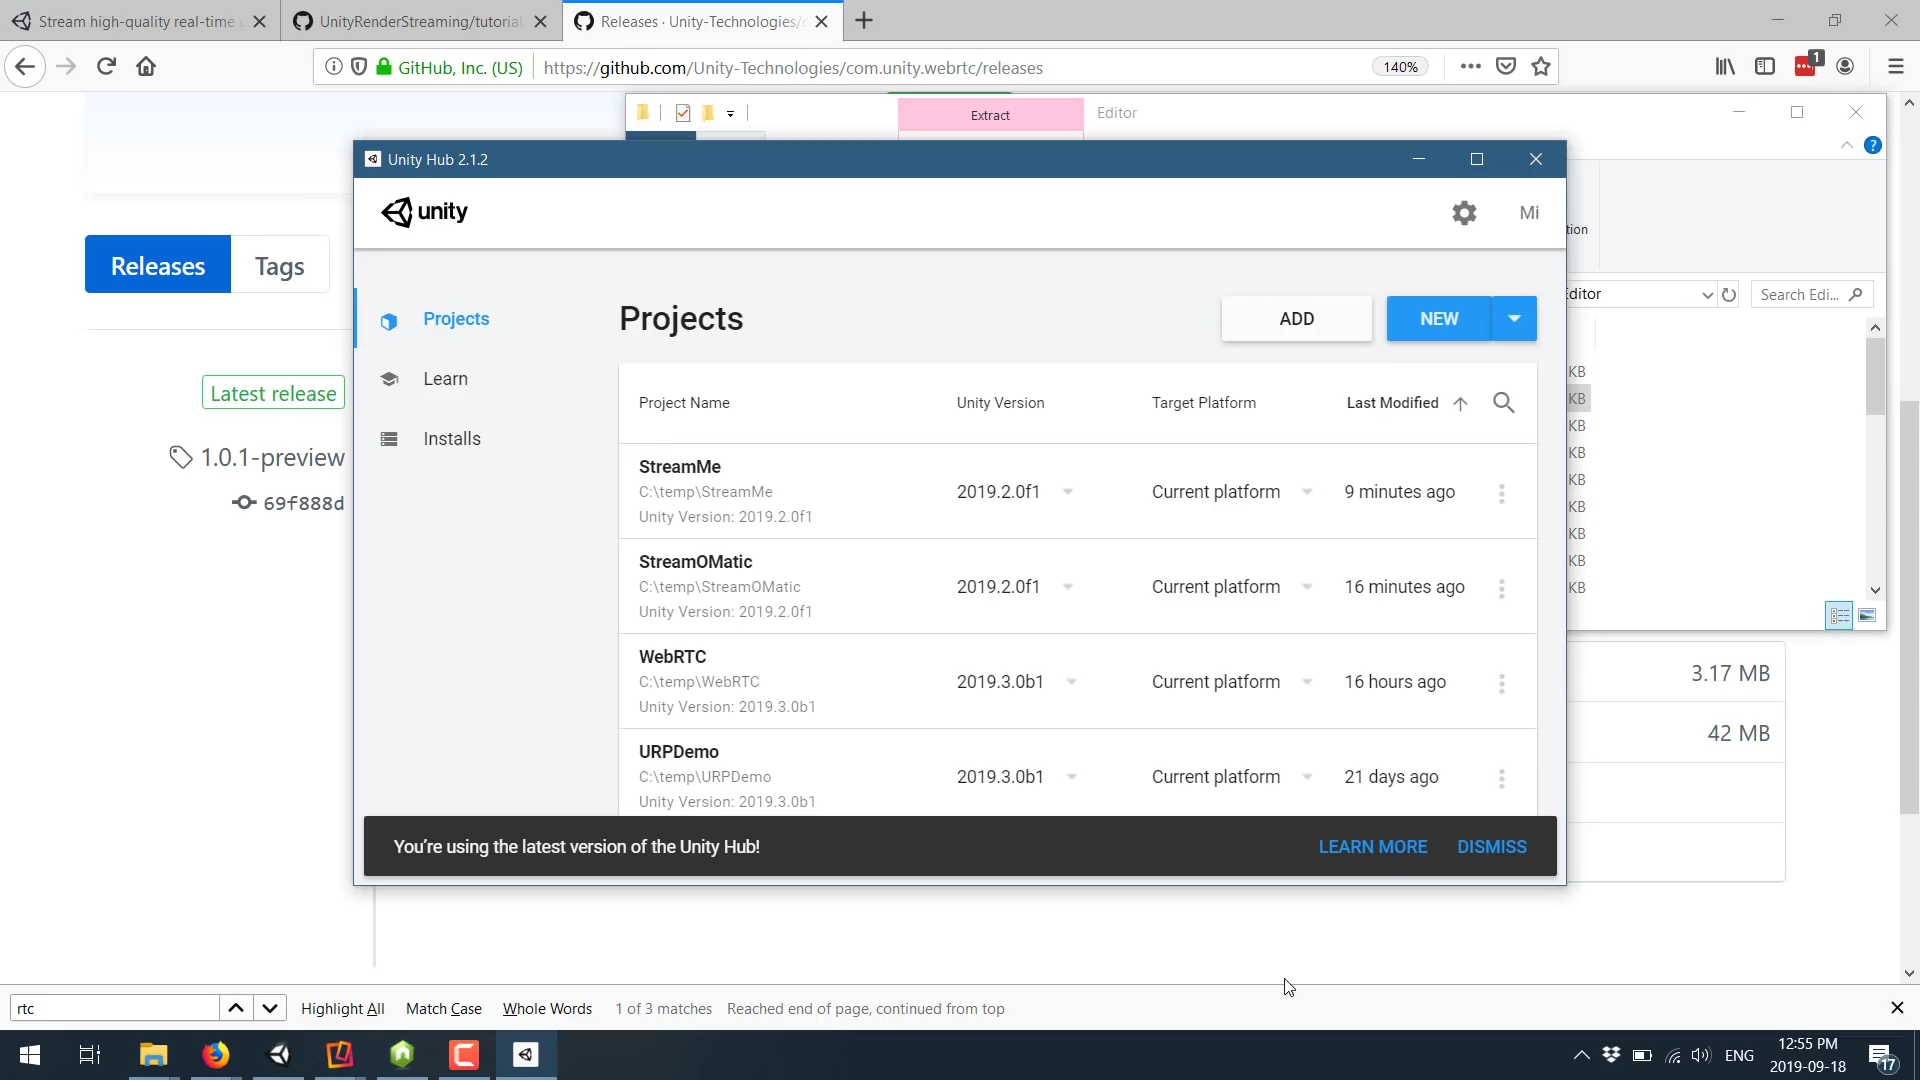 Stream high-quality real-time
UnityRenderStreaming/tutorial
Releases · Unity-Technologies/
GitHub, Inc. (US)
https://github.com/Unity-Technologies/com.unity.webrtc/releases
140%
1
Extract
Editor
Unity Hub 2.1.2
unity
Mi
tion
Releases
Tags
Editor
Search Edi...
Projects
Projects
ADD
NEW
Learn
Installs
Project Name
Unity Version
Target Platform
Last Modified
Latest release
1.0.1-preview
69f888d
StreamMe
C:\temp\StreamMe
Unity Version: 2019.2.0f1
2019.2.0f1
Current platform
9 minutes ago
StreamOMatic
C:\temp\StreamOMatic
Unity Version: 2019.2.0f1
2019.2.0f1
Current platform
16 minutes ago
WebRTC
C:\temp\WebRTC
Unity Version: 2019.3.0b1
2019.3.0b1
Current platform
16 hours ago
URPDemo
C:\temp\URPDemo
Unity Version: 2019.3.0b1
2019.3.0b1
Current platform
21 days ago
KB
KB
KB
KB
KB
KB
KB
KB
KB
3.17 MB
42 MB
You're using the latest version of the Unity Hub!
LEARN MORE
DISMISS
rtc
Highlight All
Match Case
Whole Words
1 of 3 matches
Reached end of page, continued from top
ENG
12:55 PM
2019-09-18
17